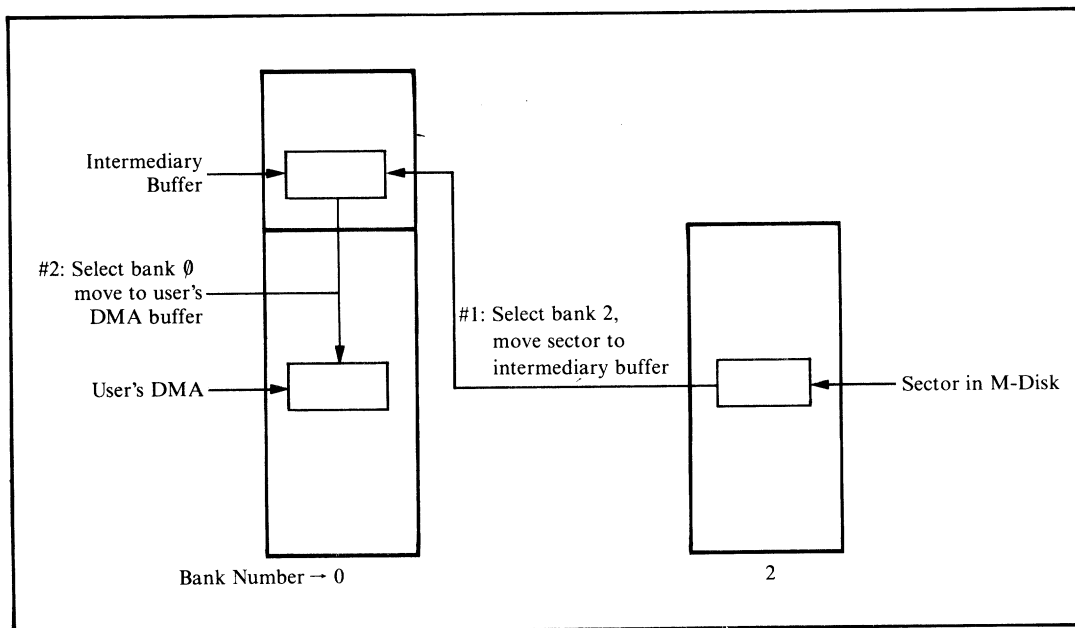 Intermediary
Buffer
#2: Select bank 0̸
move to user's
DMA buffer
#1: Select bank 2,
move sector to
intermediary buffer
User's DMA
Sector in M-Disk
Bank Number → 0
2